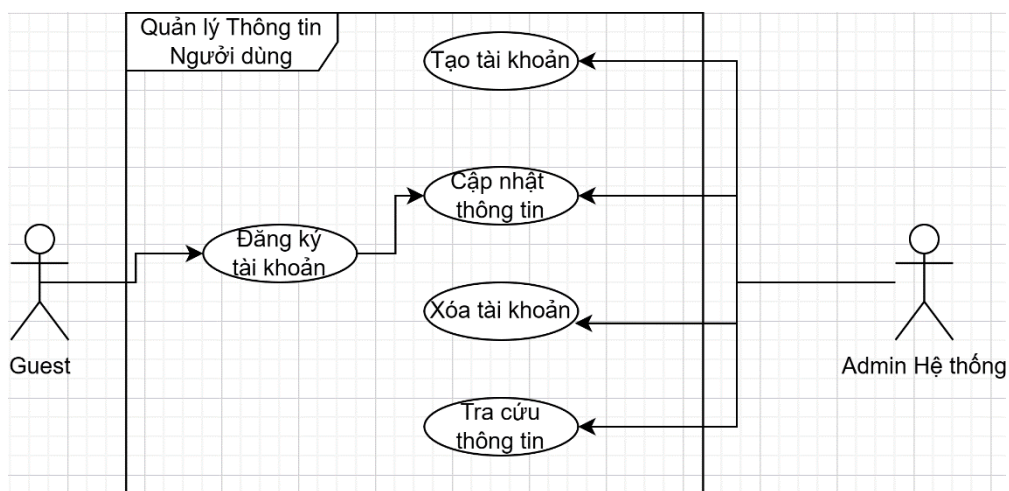 Quản lý Thông tin
Người dùng
Tạo tài khoản
Cập nhật
thông tin
Đăng ký
tài khoản
Xóa tài khoản
Guest
Admin Hệ thống
Tra cứu
thông tin